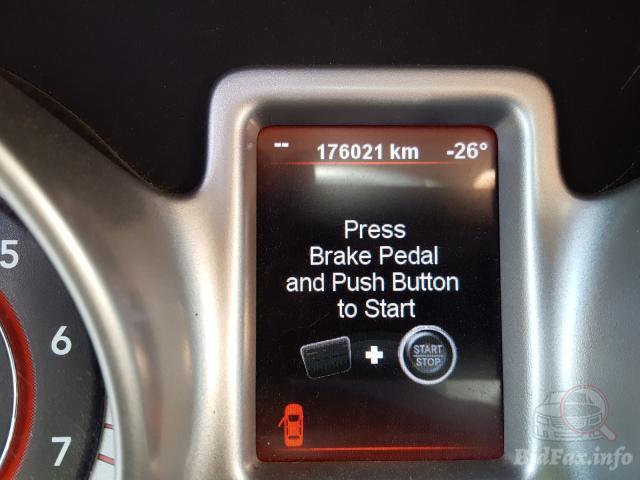 -- 176021 km -26°
Press
Brake Pedal
and Push Button
to Start
START
STOP
5
6
7
BidFax.info